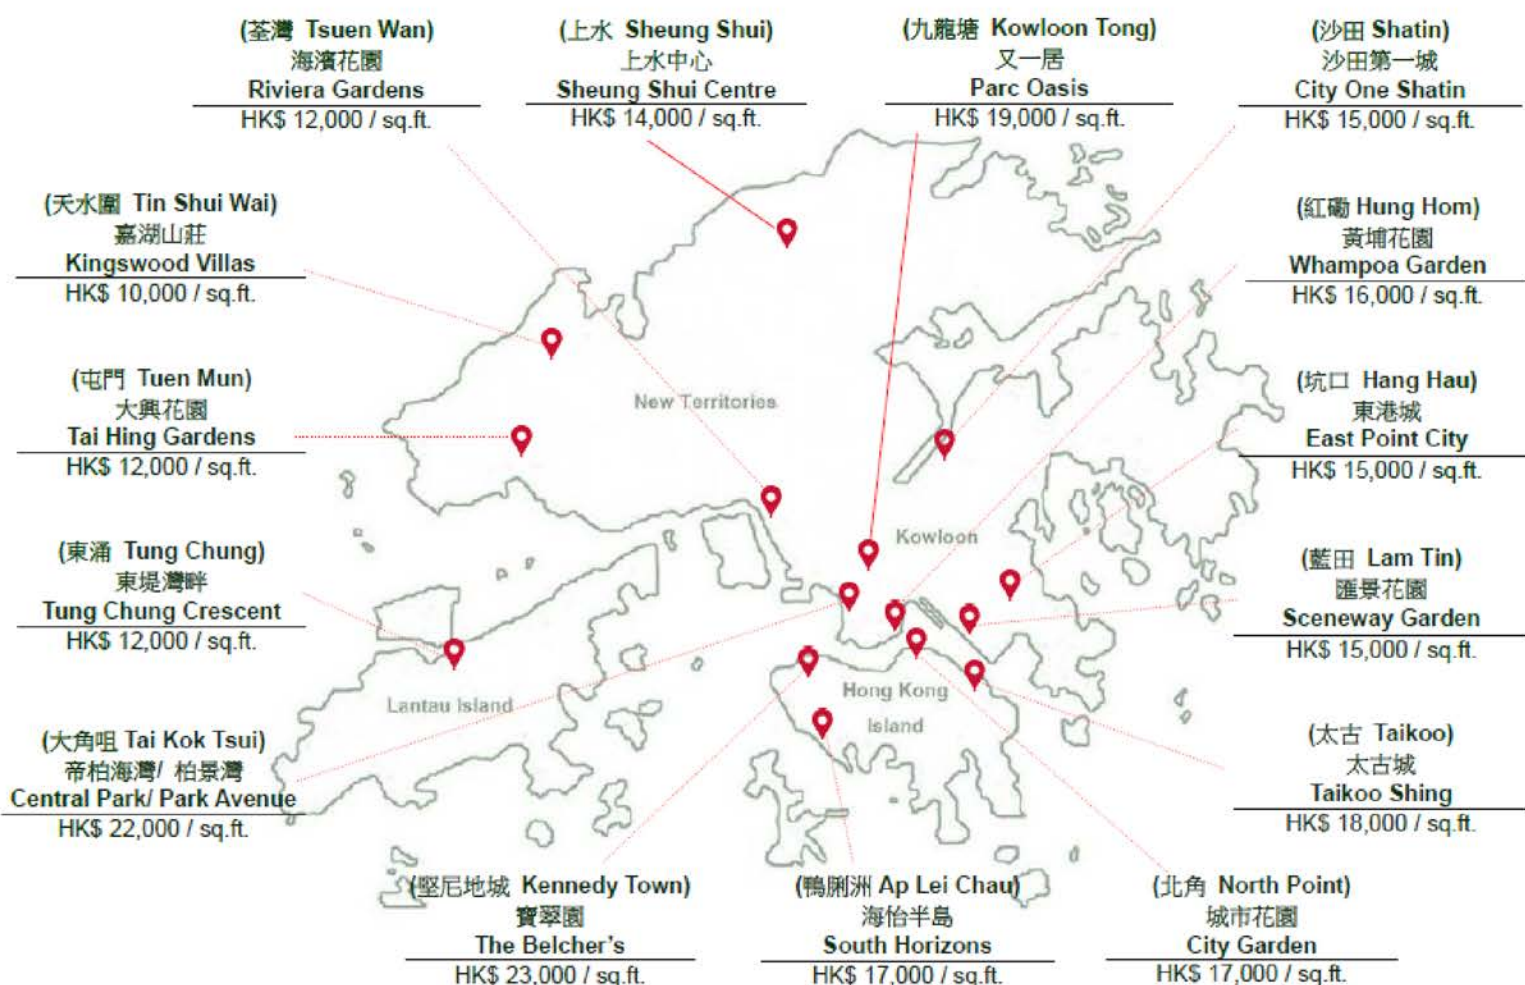 (荃灣 Tsuen Wan)
海濱花園
Riviera Gardens
HK$ 12,000 / sq.ft.
(上水 Sheung Shui)
上水中心
Sheung Shui Centre
HK$ 14,000 / sq.ft.
(九龍塘 Kowloon Tong)
又一居
Parc Oasis
HK$ 19,000 / sq.ft.
(沙田 Shatin)
沙田第一城
City One Shatin
HK$ 15,000 / sq.ft.
(天水圍 Tin Shui Wai)
嘉湖山莊
Kingswood Villas
HK$ 10,000 / sq.ft.
(紅磡 Hung Hom)
黃埔花園
Whampoa Garden
HK$ 16,000 / sq.ft.
(屯門 Tuen Mun)
大興花園
Tai Hing Gardens
HK$ 12,000 / sq.ft.
New Territories
(坑口 Hang Hau)
東港城
East Point City
HK$ 15,000 / sq.ft.
(東涌 Tung Chung)
東堤灣畔
Tung Chung Crescent
HK$ 12,000 / sq.ft.
Kowloon
(藍田 Lam Tin)
匯景花園
Sceneway Garden
HK$ 15,000 / sq.ft.
Lantau Island
Hong Kong
Island
(大角咀 Tai Kok Tsui)
帝柏海灣/ 柏景灣
Central Park/ Park Avenue
HK$ 22,000 / sq.ft.
(太古 Taikoo)
太古城
Taikoo Shing
HK$ 18,000 / sq.ft.
(堅尼地城 Kennedy Town)
寶翠園
The Belcher's
HK$ 23,000 / sq.ft.
(鴨脷洲 Ap Lei Chau)
海怡半島
South Horizons
HK$ 17,000 / sq.ft.
(北角 North Point)
城市花園
City Garden
HK$ 17,000 / sq.ft.